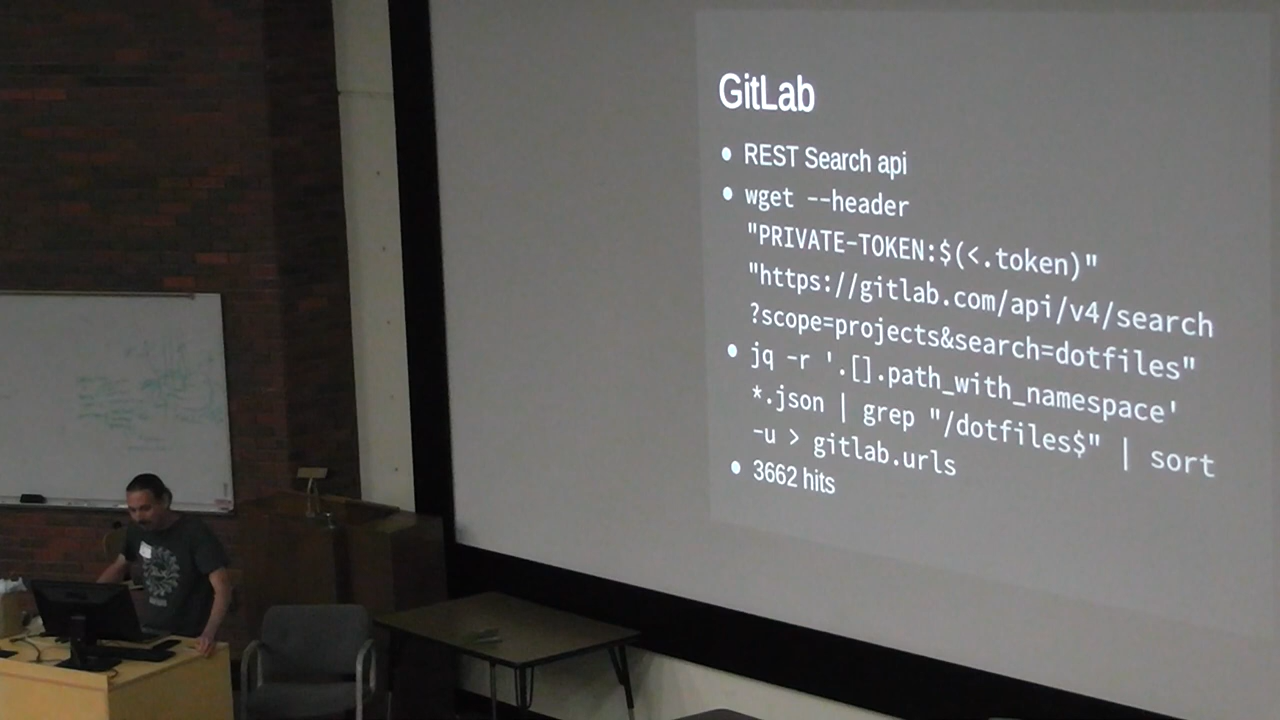 GitLab
REST Search api
wget --header
"PRIVATE-TOKEN:$(<.token)"
"https://gitlab.com/api/v4/search
?scope=projects&search=dotfiles"
jq -r '.[].path_with_namespace'
*.json | grep "/dotfiles$" | sort
-u > gitlab.urls
3662 hits